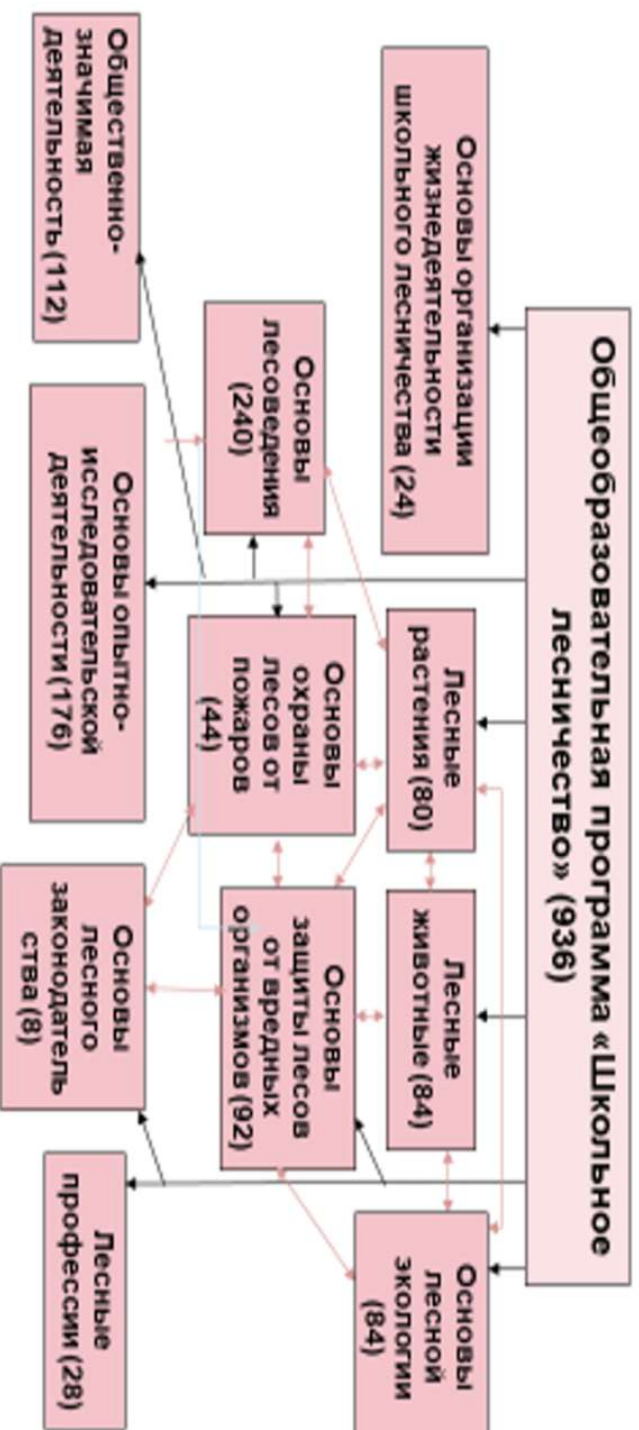 Общеобразовательная программа «Школьное
лесничество» (936)
Основы организации
жизнедеятельности
школьного лесничества (24)
Лесные
растения (80)
Лесные
животные (84)
Основы
лесной
экологии
(84)
Основы
лесоведения
(240)
Основы
охраны
лесов от
пожаров
(44)
Основы
защиты лесов
от вредных
организмов (92)
Общественно-
значимая
деятельность (112)
Основы опытно-
исследовательской
деятельности (176)
Основы
лесного
законодатель
ства (8)
Лесные
профессии (28)